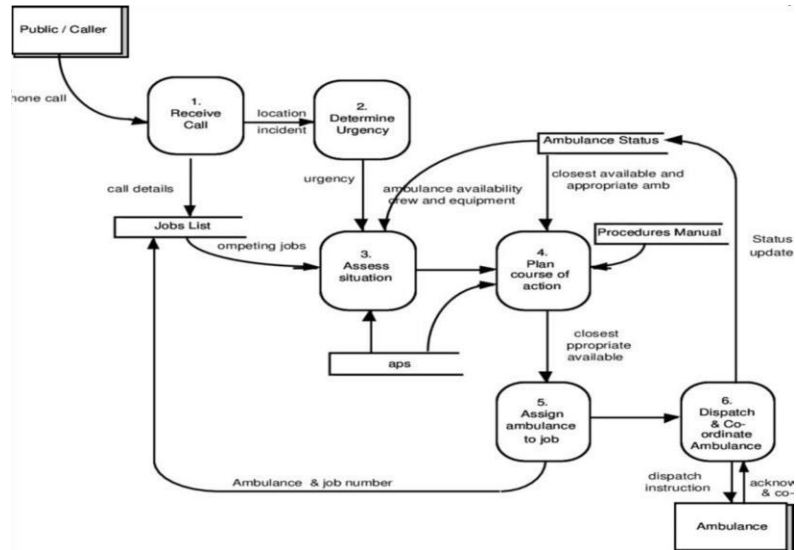 Public / Caller
hone call
1.
Receive
Call
location
incident
2.
Determine
Urgency
call details
urgency
Ambulance Status
ambulance availability
crew and equipment
closest available and
appropriate amb
Jobs List
ompeting jobs
3.
Assess
situation
4.
Plan
course of
action
Procedures Manual
Status
update
aps
closest
ppropriate
available
5.
Assign
ambulance
to job
6.
Dispatch
& Co-
ordinate
Ambulance
Ambulance & job number
dispatch
instruction
acknow
& co-
Ambulance